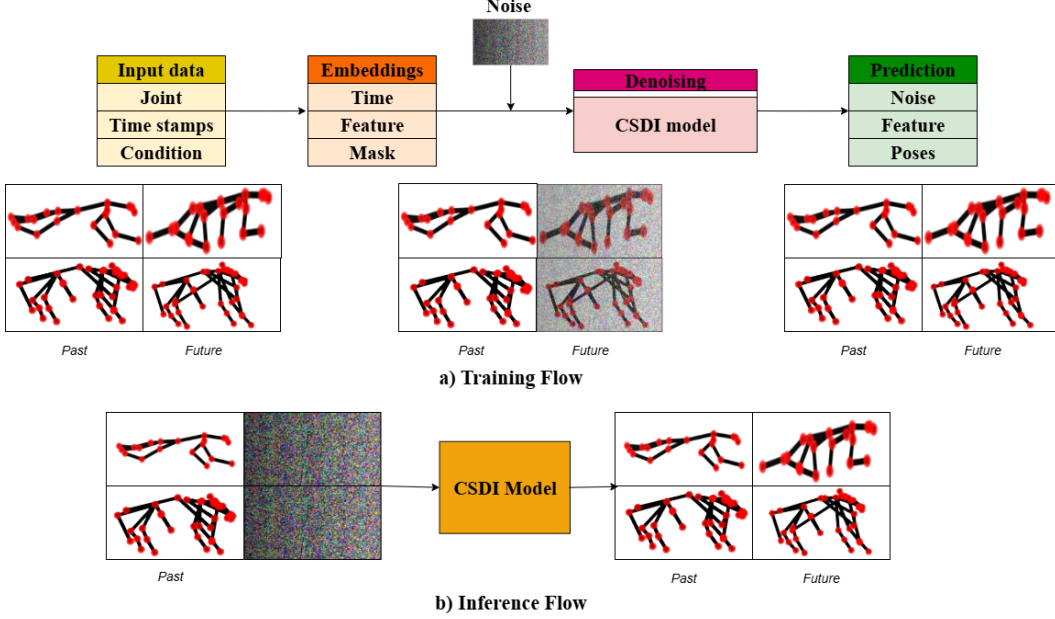 Noise
Input data
Joint
Time stamps
Condition
Embeddings
Time
Feature
Mask
Denoising
CSDI model
Prediction
Noise
Feature
Poses
Past
Future
Past
Future
Past
Future
a) Training Flow
CSDI Model
Past
Past
Future
b) Inference Flow